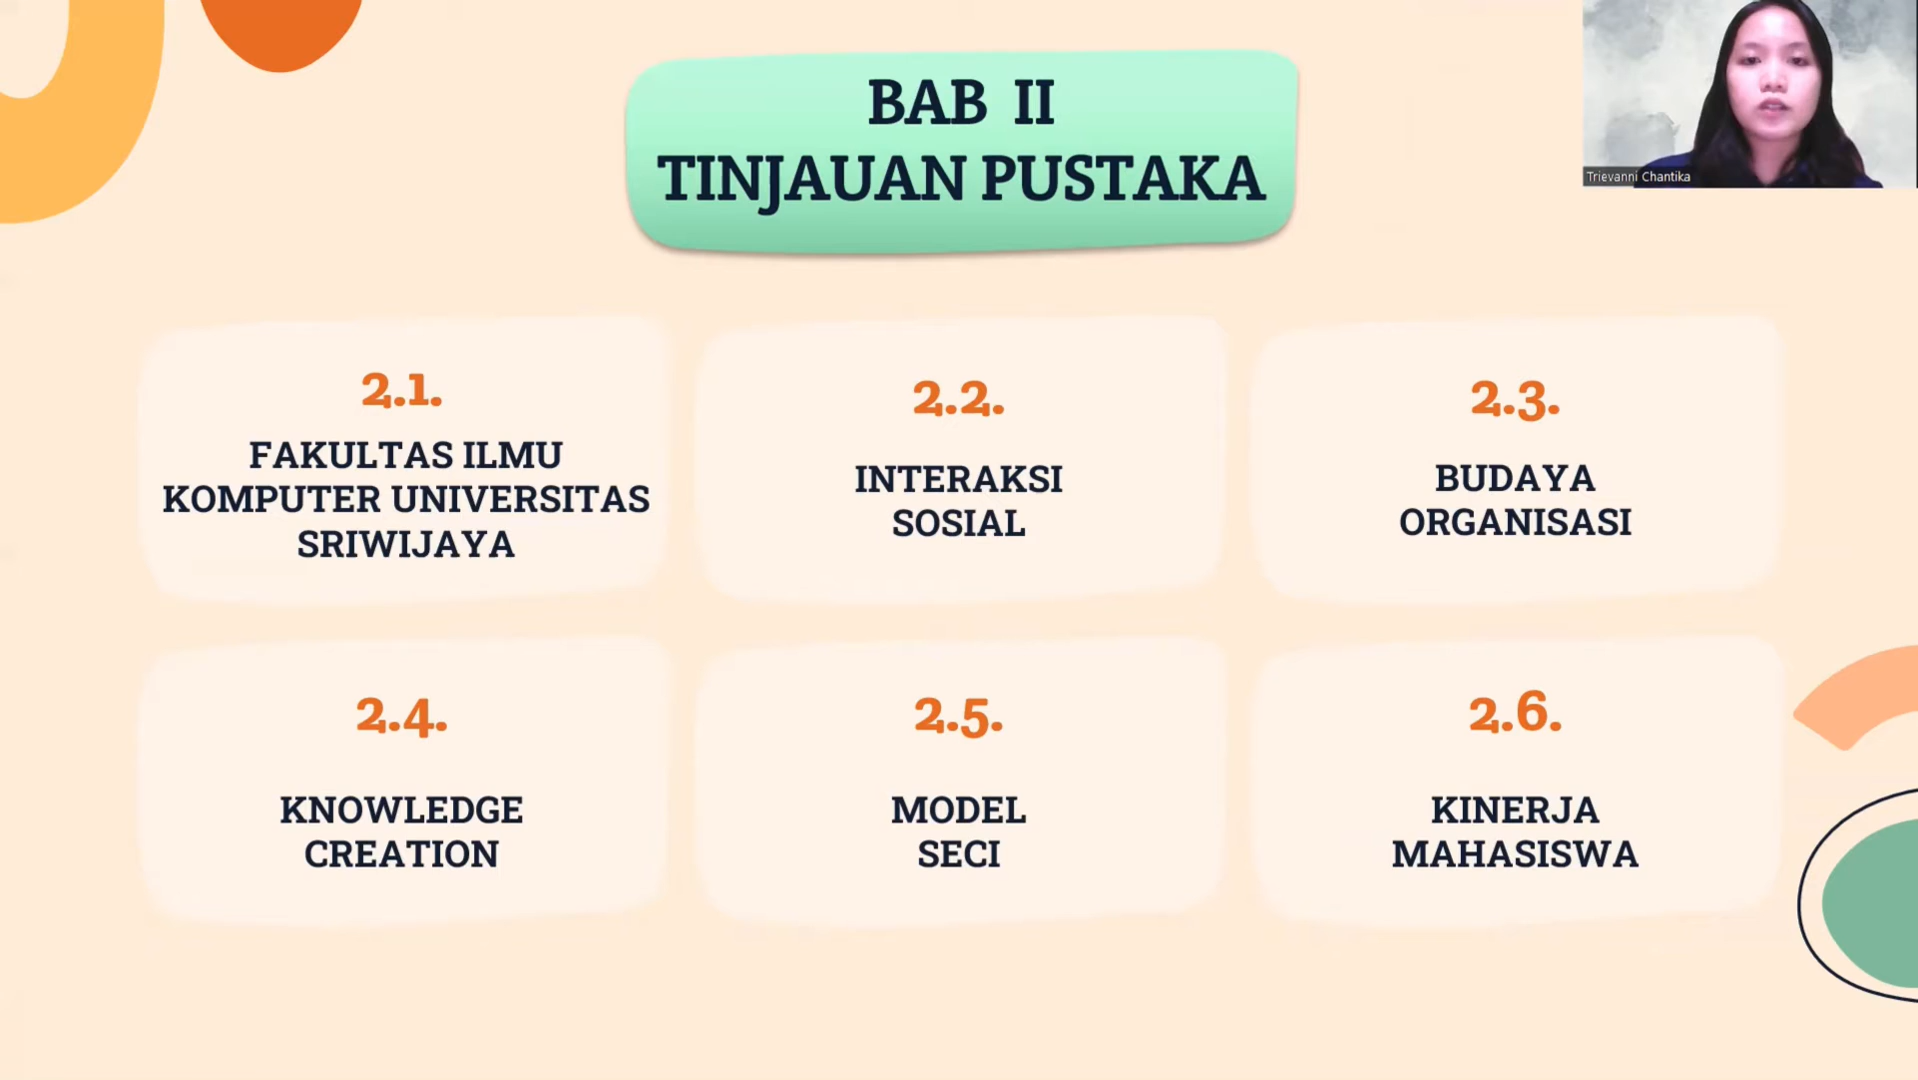 BAB II
TINJAUAN PUSTAKA
Trievanni Chantika
2.1.
FAKULTAS ILMU
KOMPUTER UNIVERSITAS
SRIWIJAYA
2.2.
INTERAKSI
SOSIAL
2.3.
BUDAYA
ORGANISASI
2.4.
KNOWLEDGE
CREATION
2.5.
MODEL
SECI
2.6.
KINERJA
MAHASISWA